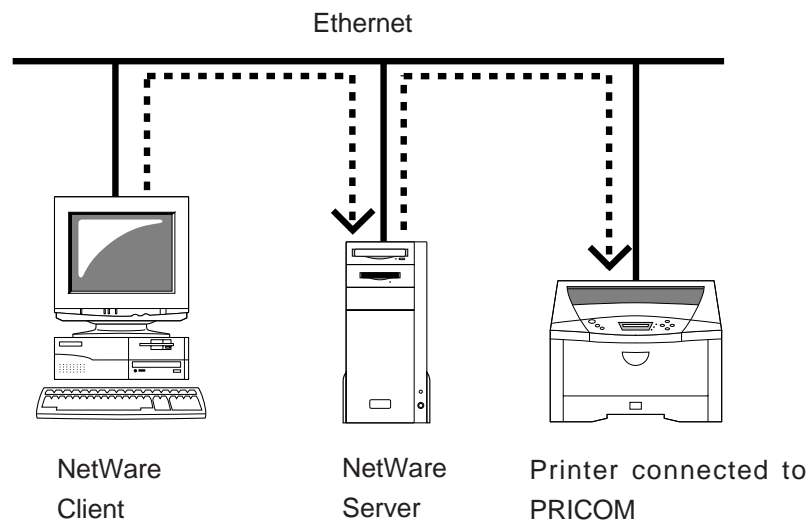 Ethernet
NetWare
Client
NetWare
Server
Printer connected to
PRICOM